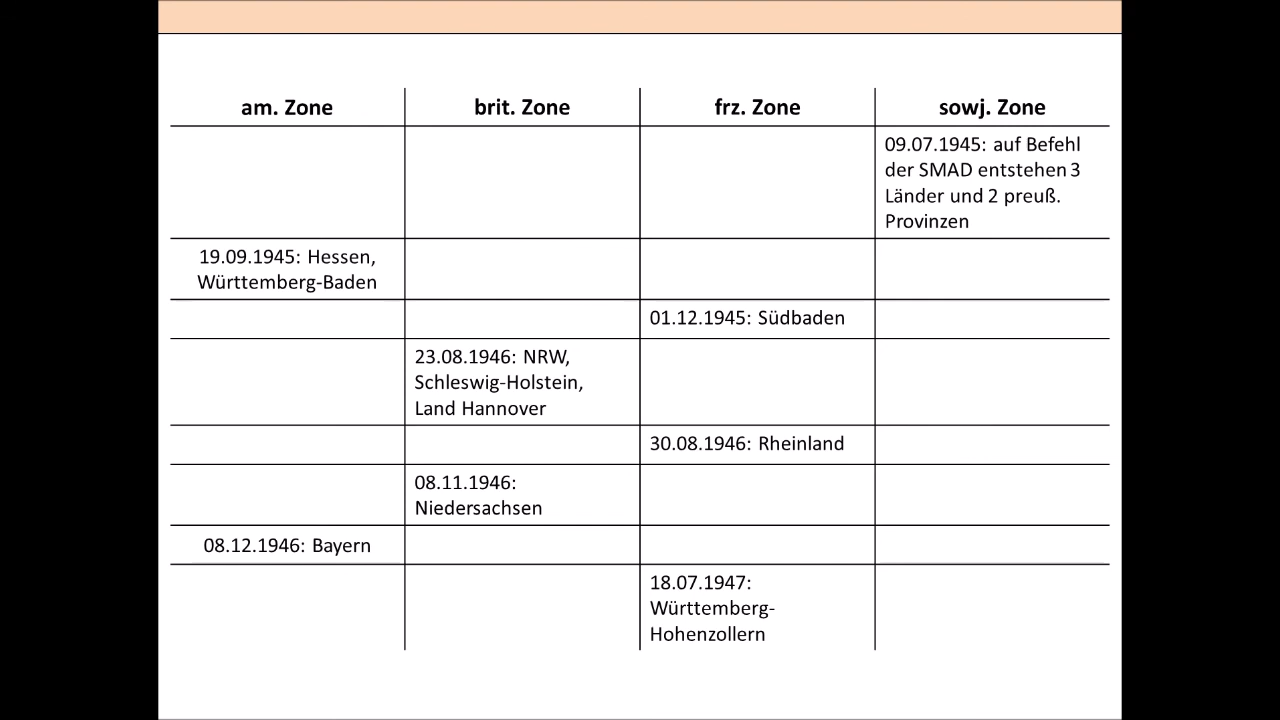 am. Zone brit. Zone frz. Zone sowj. Zone
09.07.1945: auf Befehl
der SMAD entstehen 3
Länder und 2 preuß.
Provinzen
19.09.1945: Hessen,
Württemberg-Baden
01.12.1945: Südbaden
23.08.1946: NRW,
Schleswig-Holstein,
Land Hannover
30.08.1946: Rheinland
08.11.1946:
Niedersachsen
08.12.1946: Bayern
18.07.1947:
Württemberg-
Hohenzollern